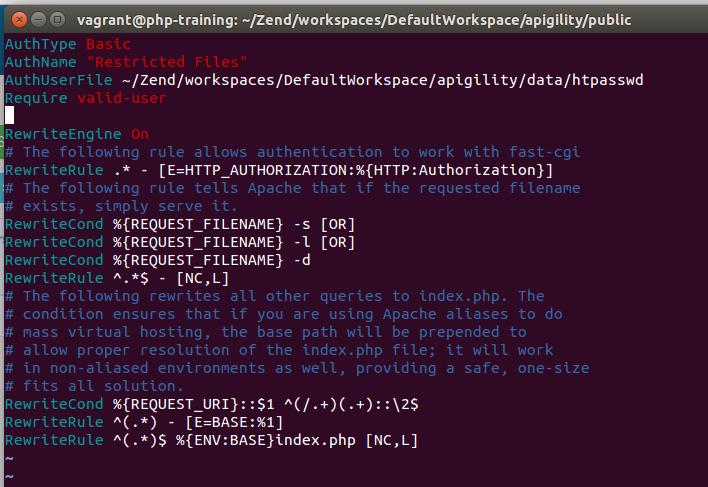 vagrant@php-training: ~/Zend/workspaces/DefaultWorkspace/apigility/public
AuthType Basic
AuthName "Restricted Files"
AuthUserFile ~/Zend/workspaces/DefaultWorkspace/apigility/data/htpasswd
Require valid-user
RewriteEngine On
# The following rule allows authentication to work with fast-cgi
RewriteRule .* - [E=HTTP_AUTHORIZATION:%{HTTP:Authorization}]
# The following rule tells Apache that if the requested filename
# exists, simply serve it.
RewriteCond %{REQUEST_FILENAME} -s [OR]
RewriteCond %{REQUEST_FILENAME} -l [OR]
RewriteCond %{REQUEST_FILENAME} -d
RewriteRule ^.*$ - [NC,L]
# The following rewrites all other queries to index.php. The
# condition ensures that if you are using Apache aliases to do
# mass virtual hosting, the base path will be prepended to
# allow proper resolution of the index.php file; it will work
# in non-aliased environments as well, providing a safe, one-size
# fits all solution.
RewriteCond %{REQUEST_URI}::$1 ^(/.+)(.+)::\2$
RewriteRule ^(.*) - [E=BASE:%1]
RewriteRule ^(.*)$ %{ENV:BASE}index.php [NC,L]
~
~